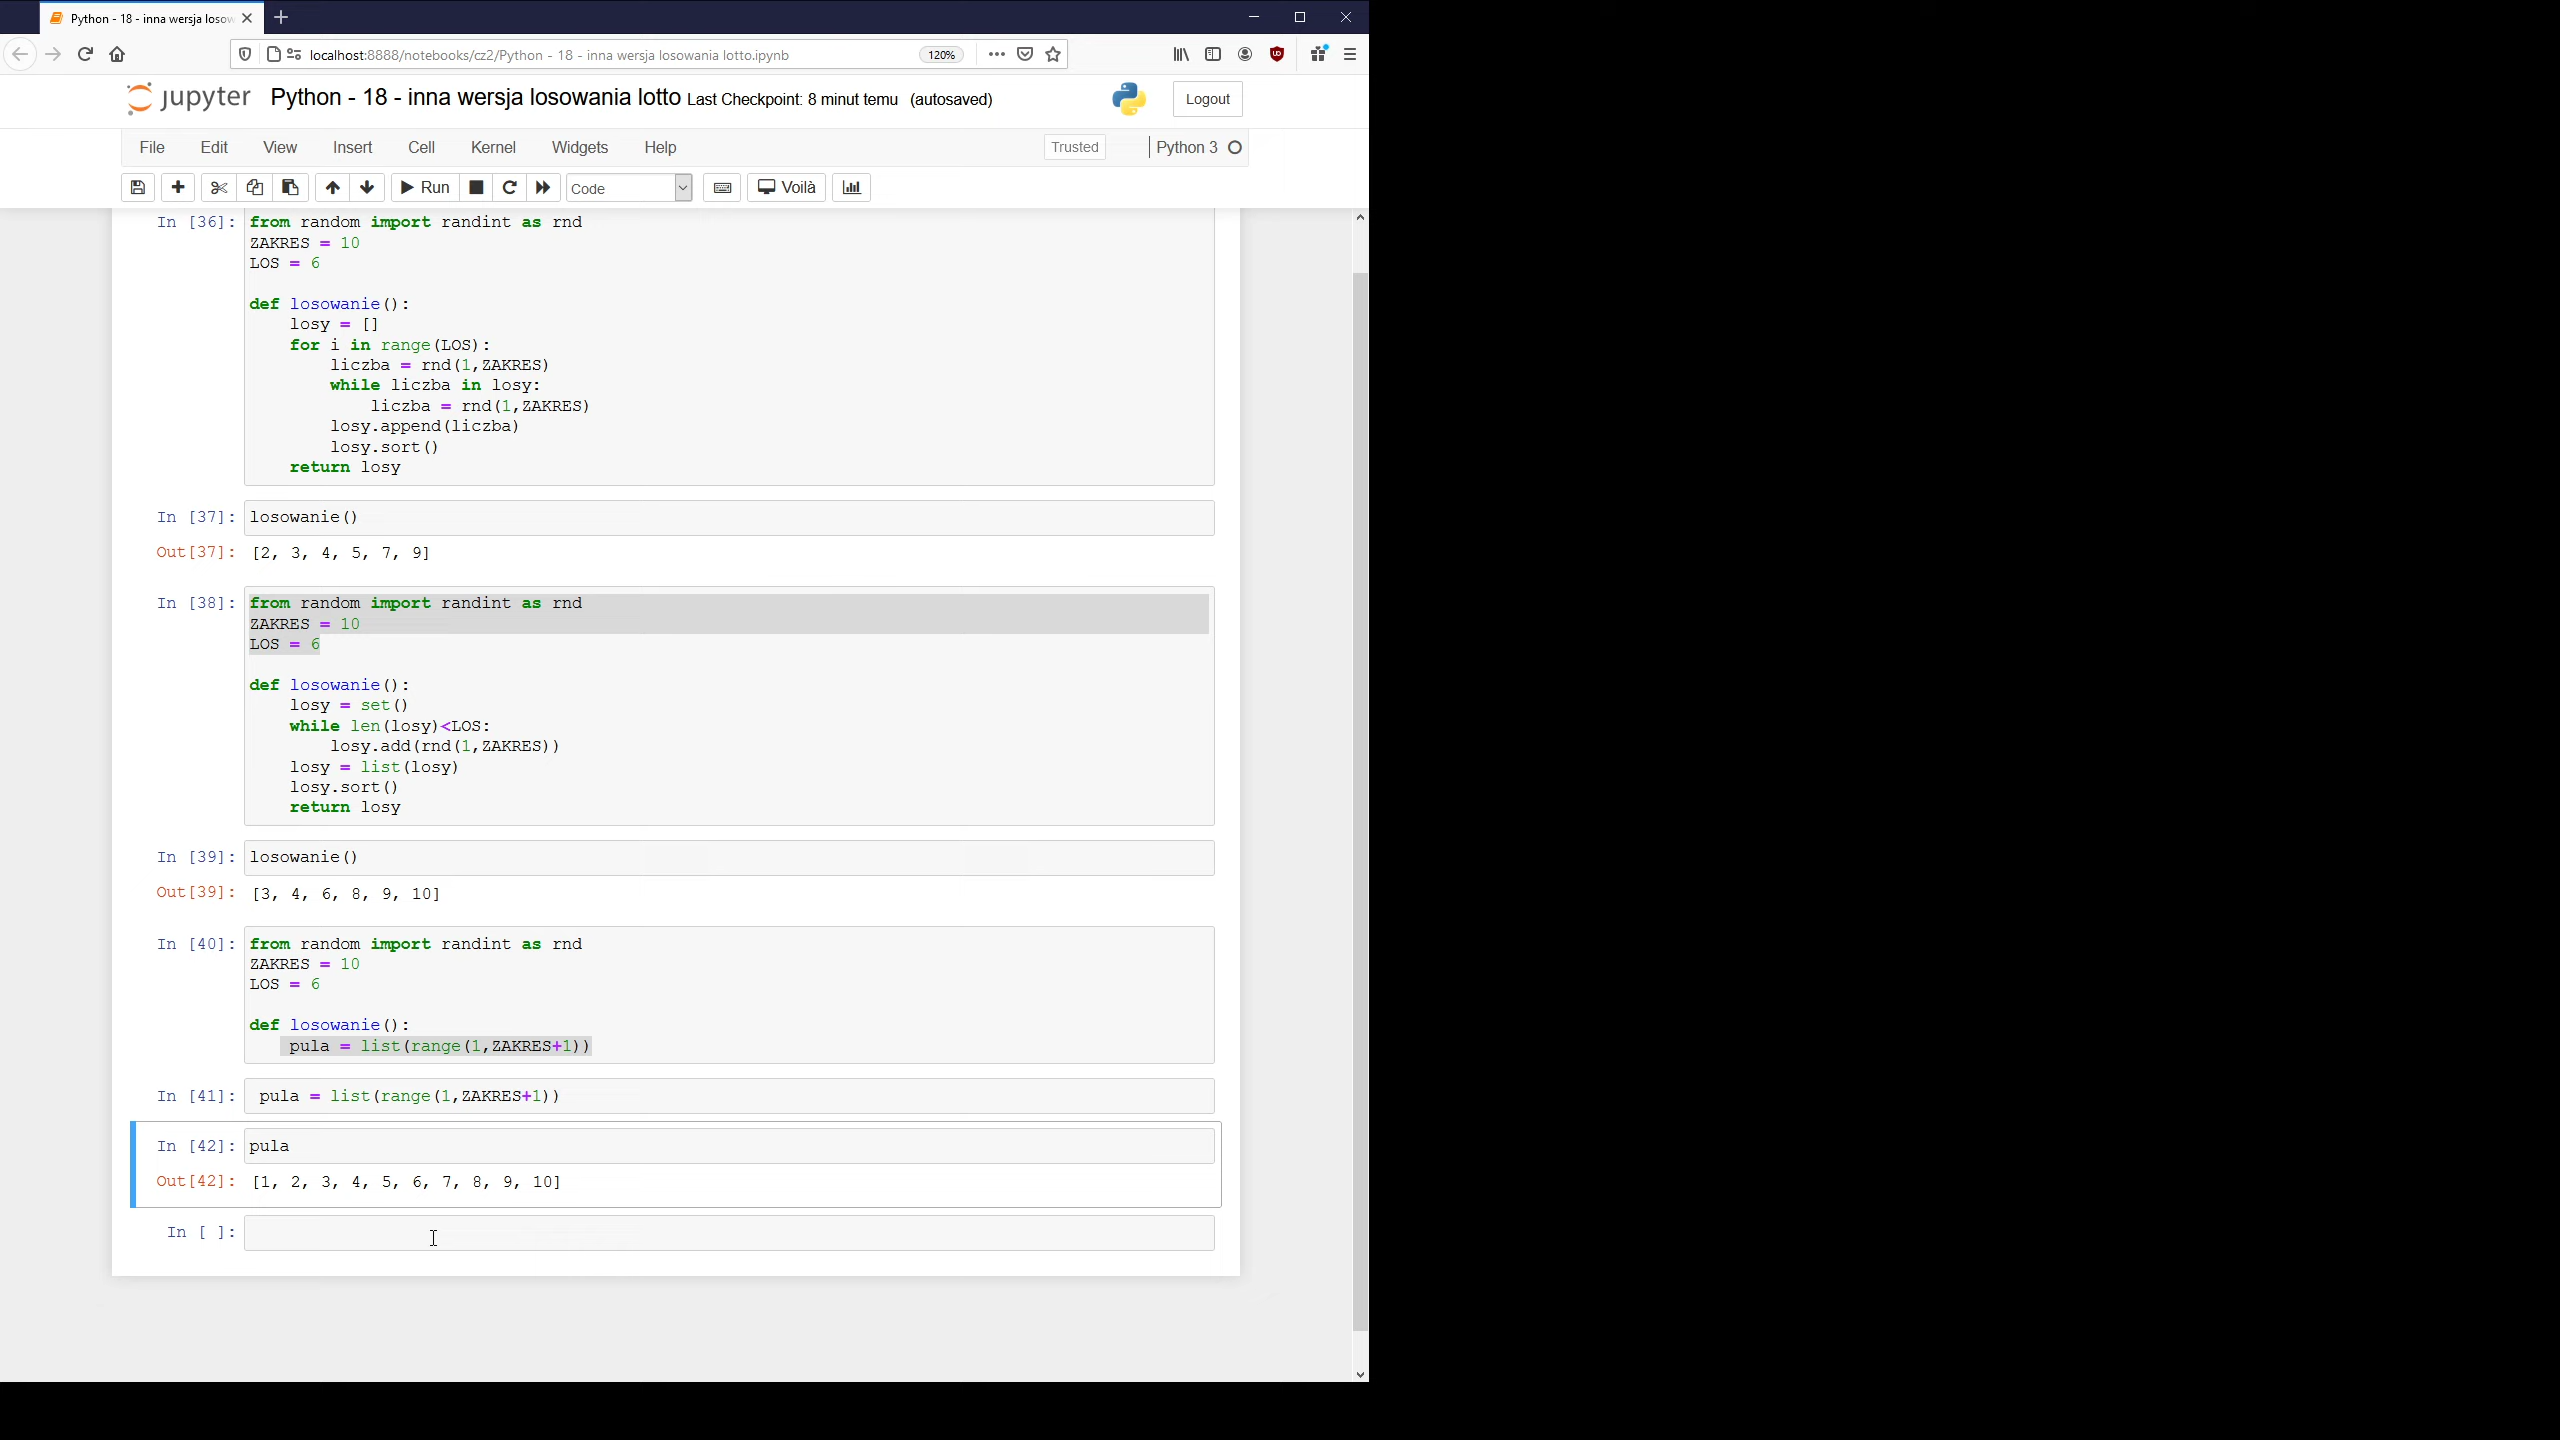 Python - 18 - inna wersja losow
localhost:8888/notebooks/cz2/Python - 18 - inna wersja losowania lotto.ipynb
120%
jupyter Python - 18 - inna wersja losowania lotto Last Checkpoint: 8 minut temu (autosaved)
Logout
File Edit View Insert Cell Kernel Widgets Help
Trusted
Python 3
Run
Code
Voilà
In [36]: from random import randint as rnd
ZAKRES = 10
LOS = 6
def losowanie():
losy = []
for i in range(LOS):
liczba = rnd(1,ZAKRES)
while liczba in losy:
liczba = rnd(1,ZAKRES)
losy.append(liczba)
losy.sort()
return losy
In [37]: losowanie()
Out[37]: [2, 3, 4, 5, 7, 9]
In [38]: from random import randint as rnd
ZAKRES = 10
LOS = 6
def losowanie():
losy = set()
while len(losy)<LOS:
losy.add(rnd(1,ZAKRES))
losy = list(losy)
losy.sort()
return losy
In [39]: losowanie()
Out[39]: [3, 4, 6, 8, 9, 10]
In [40]: from random import randint as rnd
ZAKRES = 10
LOS = 6
def losowanie():
pula = list(range(1,ZAKRES+1))
In [41]: pula = list(range(1,ZAKRES+1))
In [42]: pula
Out[42]: [1, 2, 3, 4, 5, 6, 7, 8, 9, 10]
In [ ]: